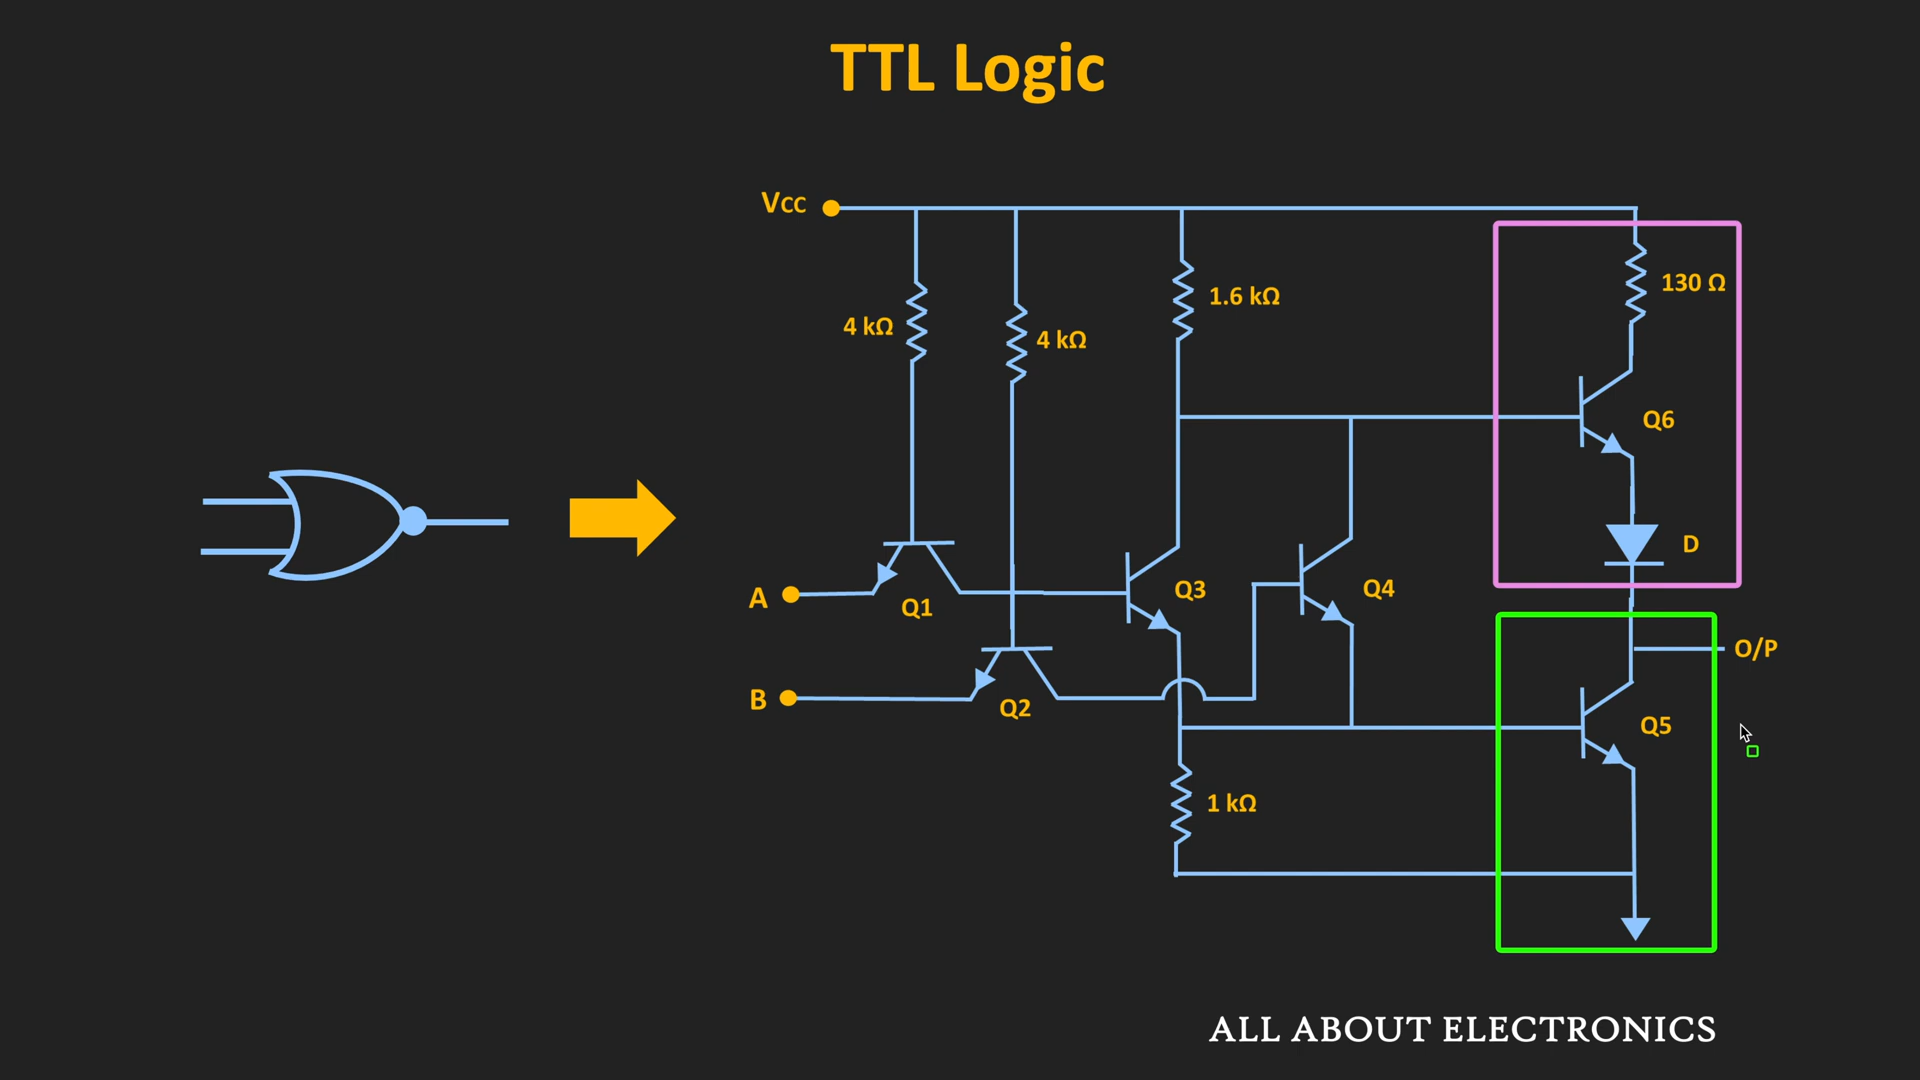 TTL Logic
Vcc
130 Ω
1.6 kΩ
4 kΩ
4 kΩ
Q6
D
A
Q1
Q3
Q4
O/P
B
Q2
Q5
1 kΩ
ALL ABOUT ELECTRONICS